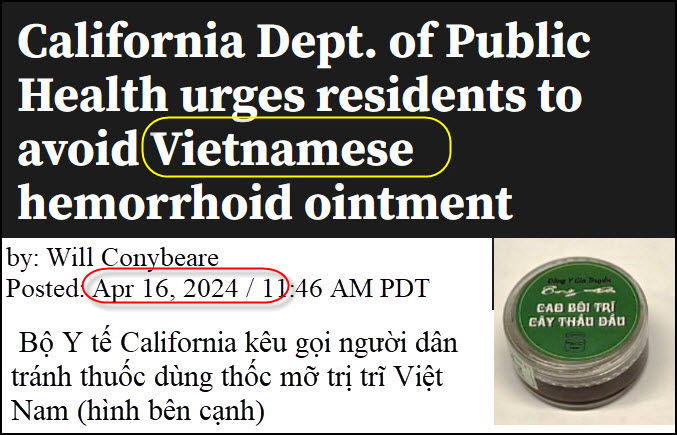 California Dept. of Public
Health urges residents to
avoid Vietnamese
hemorrhoid ointment
by: Will Conybeare
Posted: Apr 16, 2024 / 11:46 AM PDT
Bộ Y tế California kêu gọi người dân
tránh thuốc dùng thốc mỡ trị trĩ Việt
Nam (hình bên cạnh)
Đông Y Gia Truyền
CAO BÔI TRĨ
CÂY THẦU DẦU